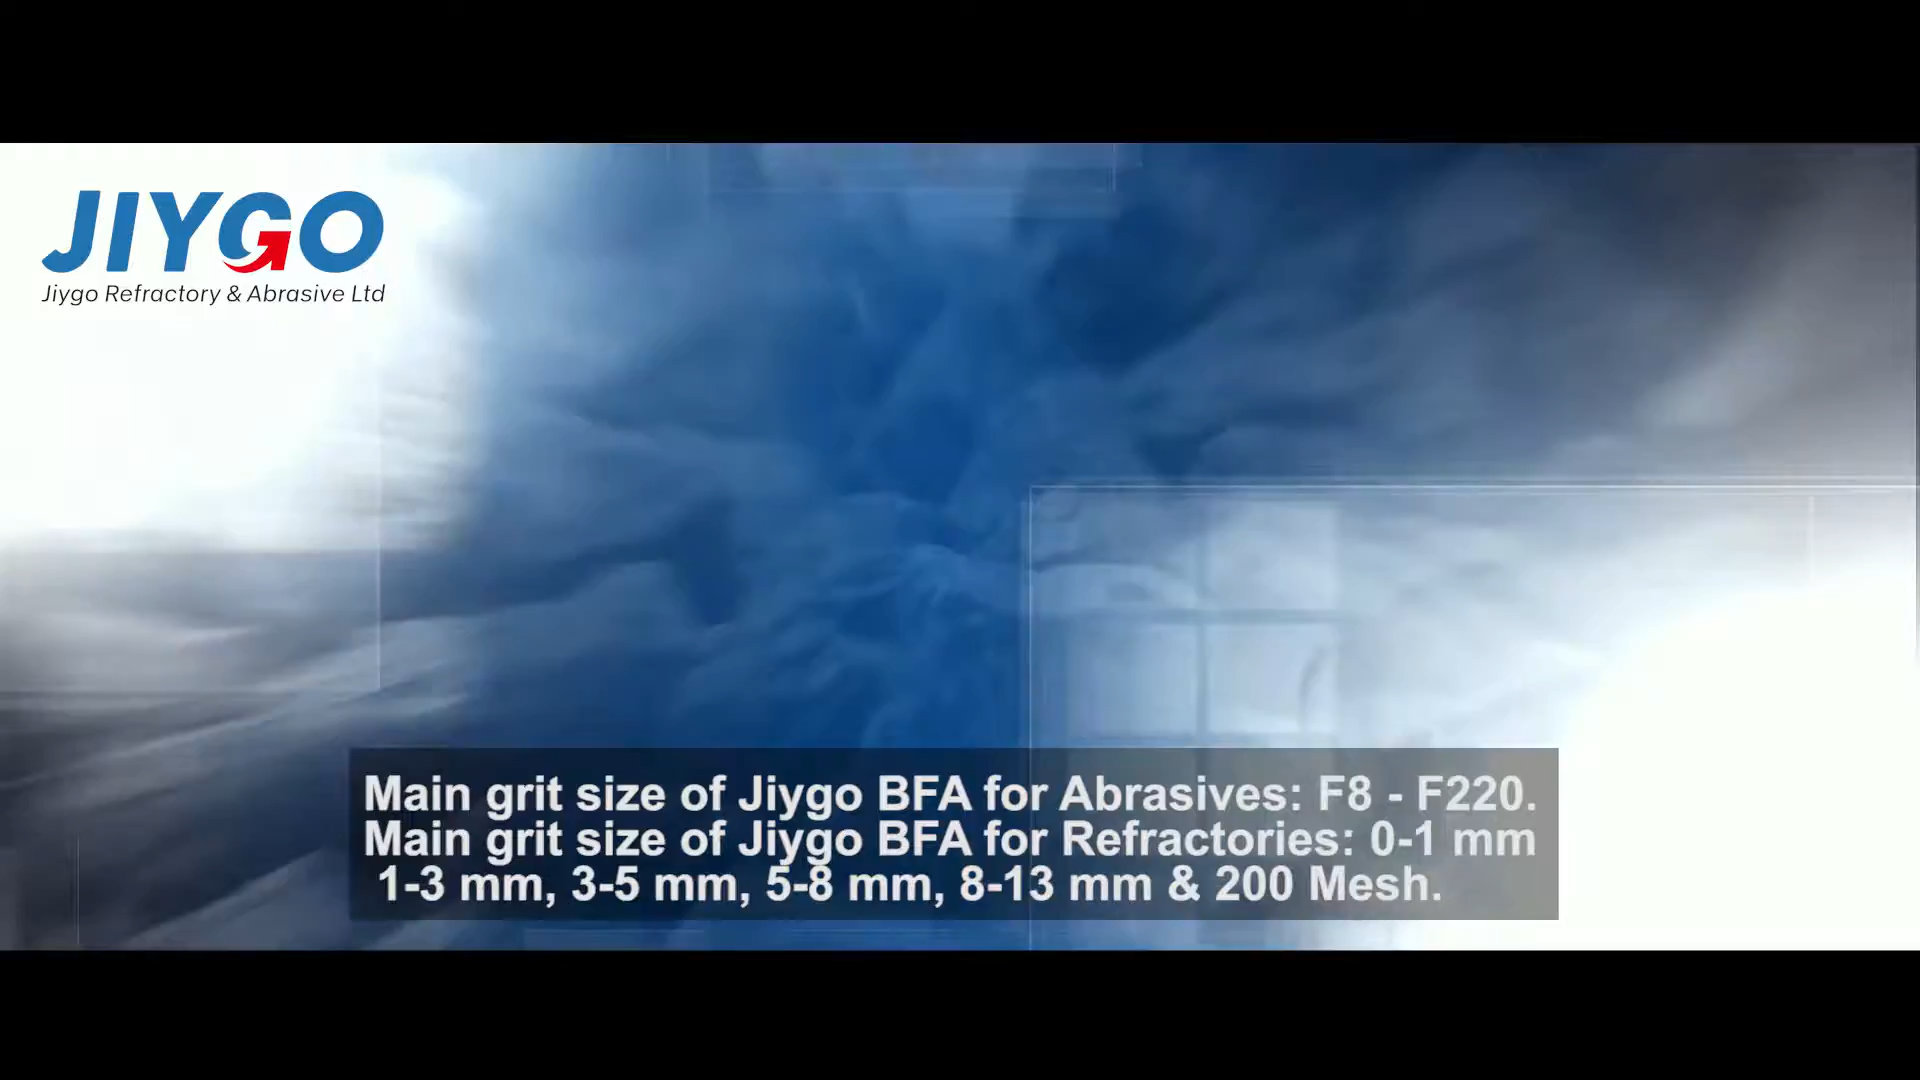 JIYGO
Jiygo Refractory & Abrasive Ltd
Main grit size of Jiygo BFA for Abrasives: F8 - F220.
Main grit size of Jiygo BFA for Refractories: 0-1 mm
1-3 mm, 3-5 mm, 5-8 mm, 8-13 mm & 200 Mesh.